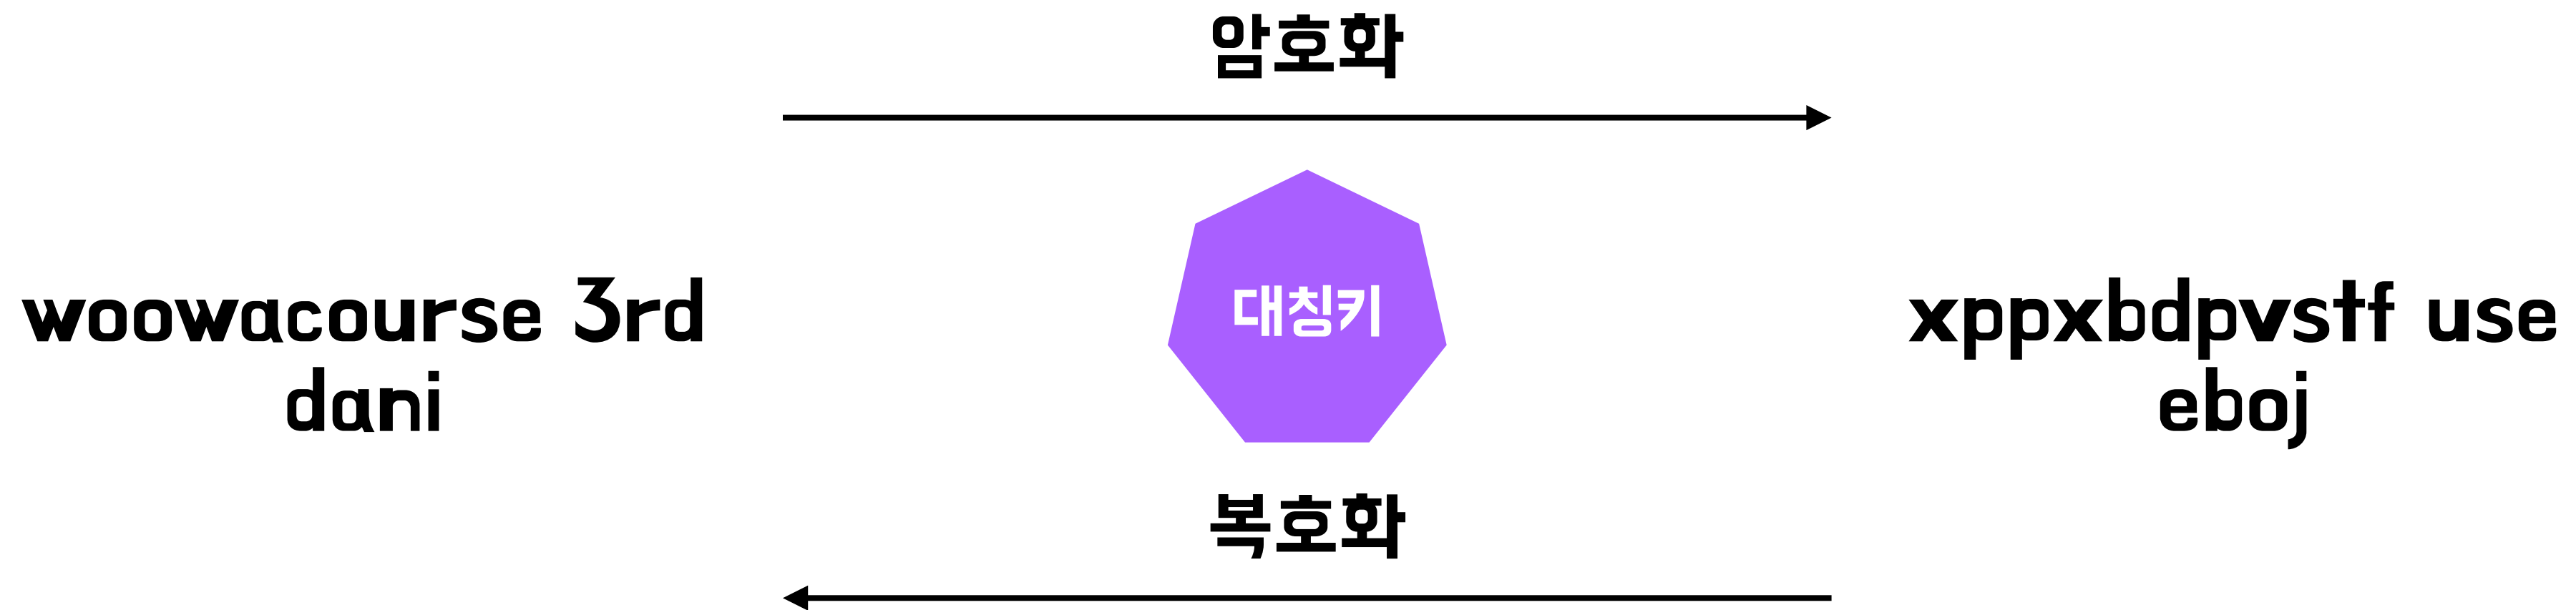 암호화
woowacourse 3rd
dani
대칭키
xppxbdpvstf use
eboj
복호화